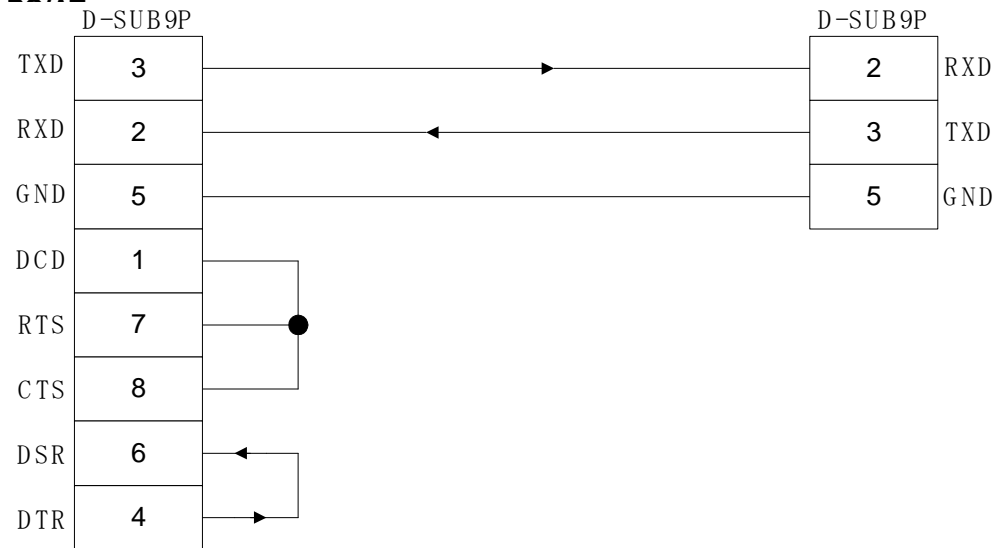 D-SUB9P D-SUB9P
TXD 3 2 RXD
RXD 2 3 TXD
GND 5 5 GND
DCD 1
RTS 7
CTS 8
DSR 6
DTR 4